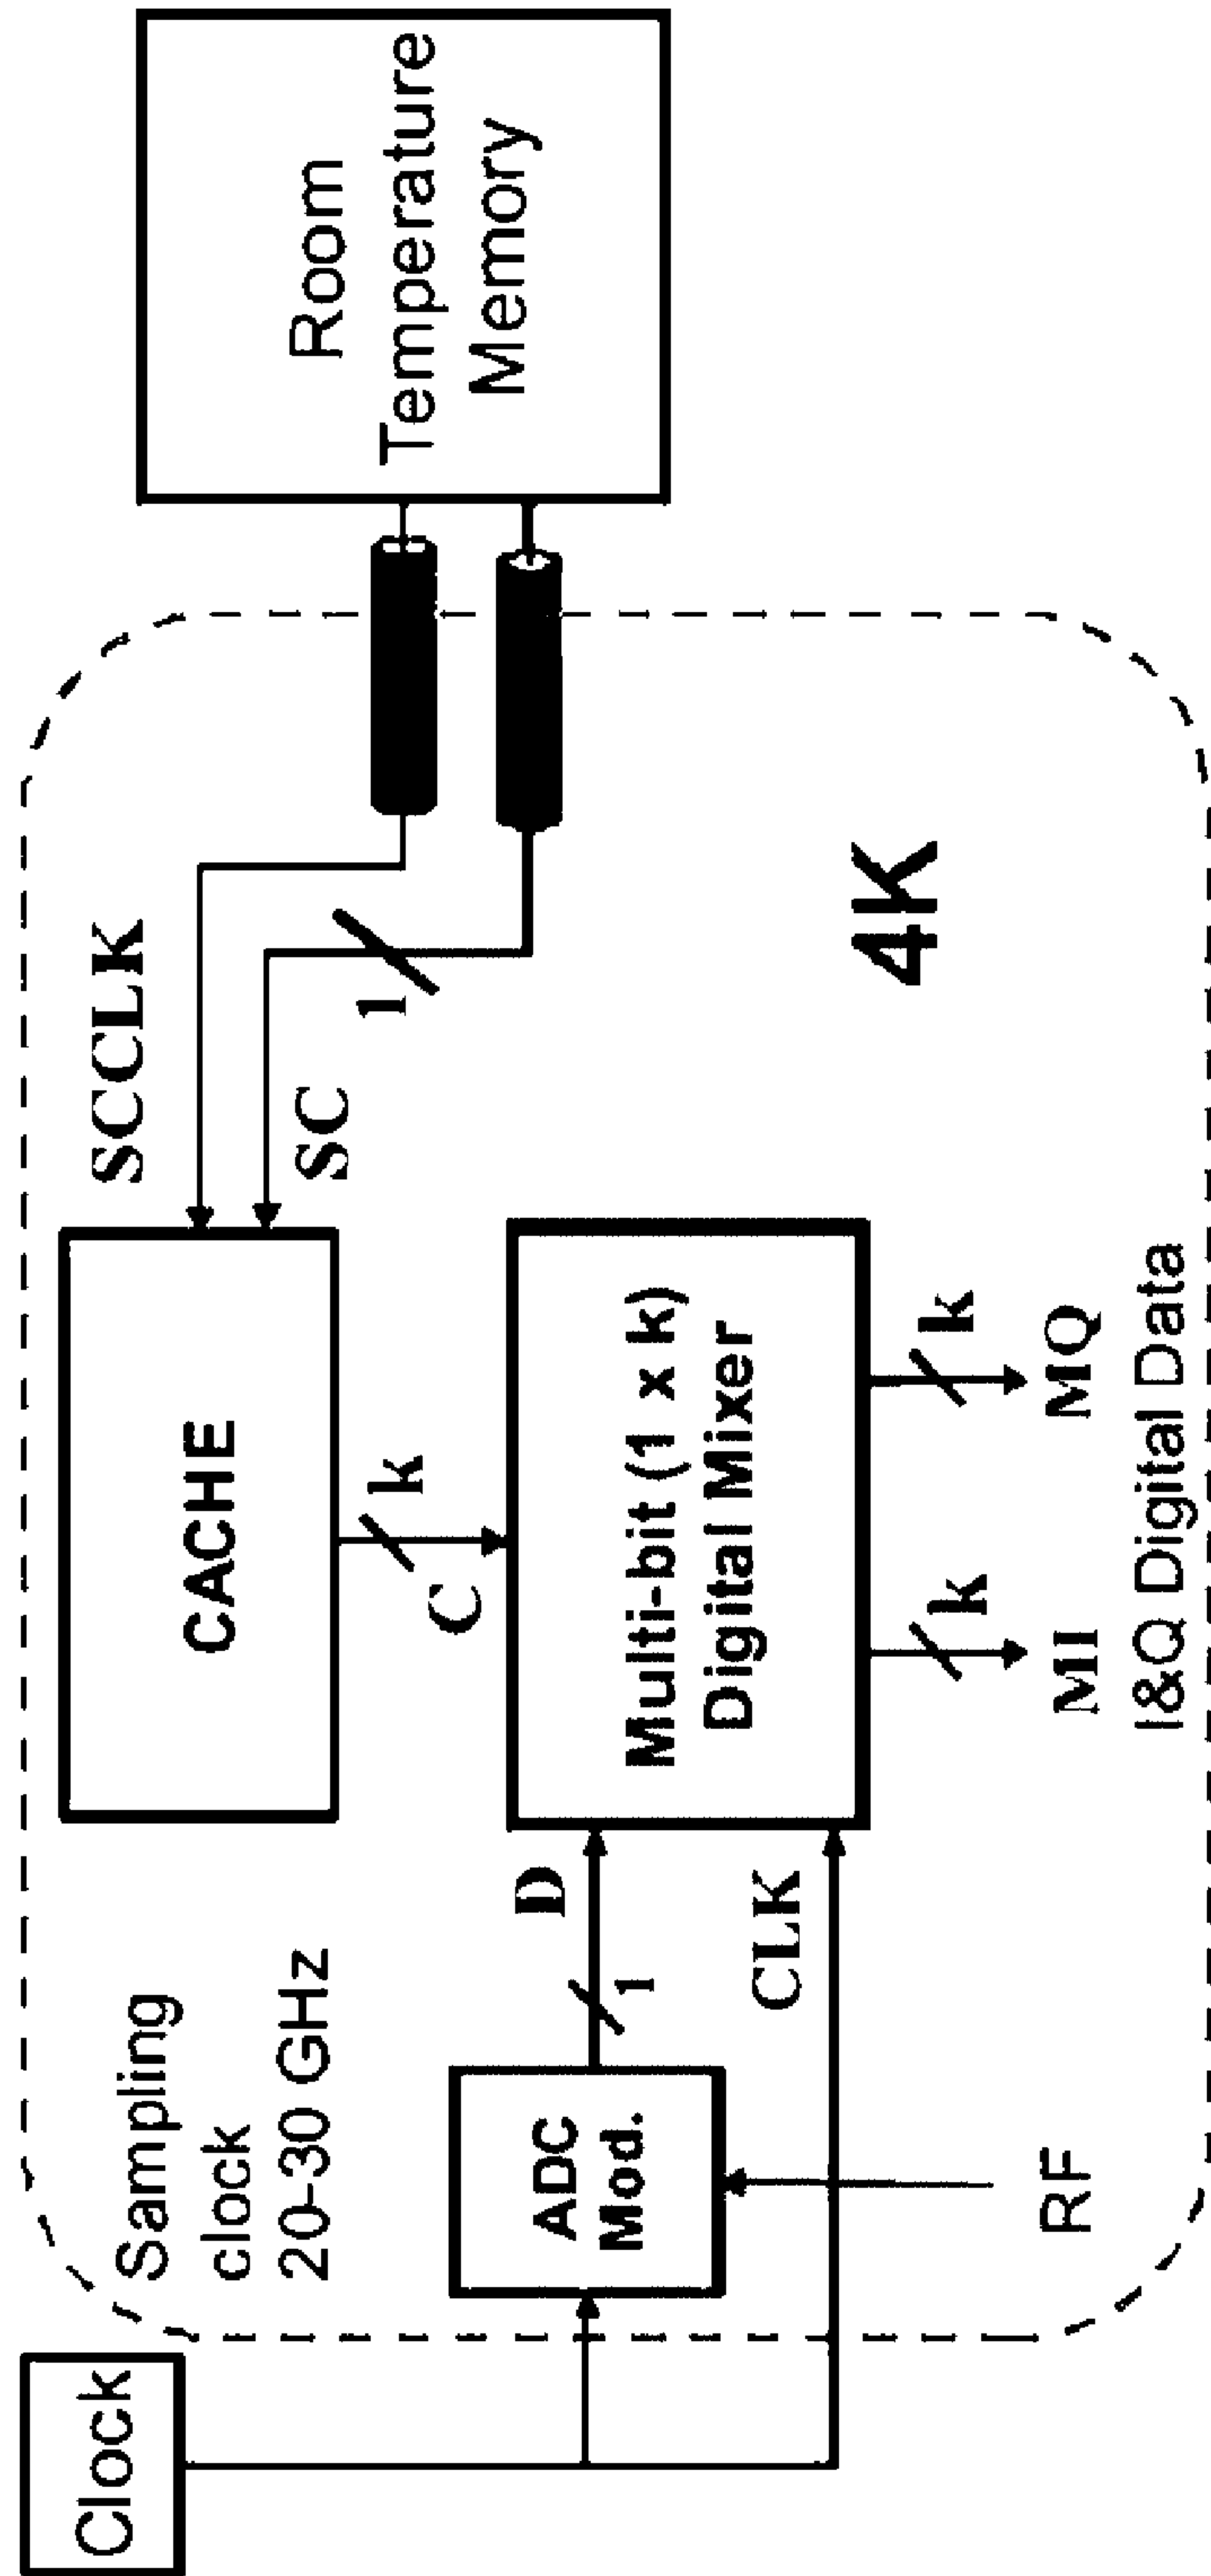 Clock
Sampling
clock
20-30 GHz
CACHE
SCCLK
SC
1
Room
Temperature
Memory
C
k
ADC
Mod.
D
1
CLK
Multi-bit (1 x k)
Digital Mixer
4K
RF
k
k
MI
MQ
I&Q Digital Data